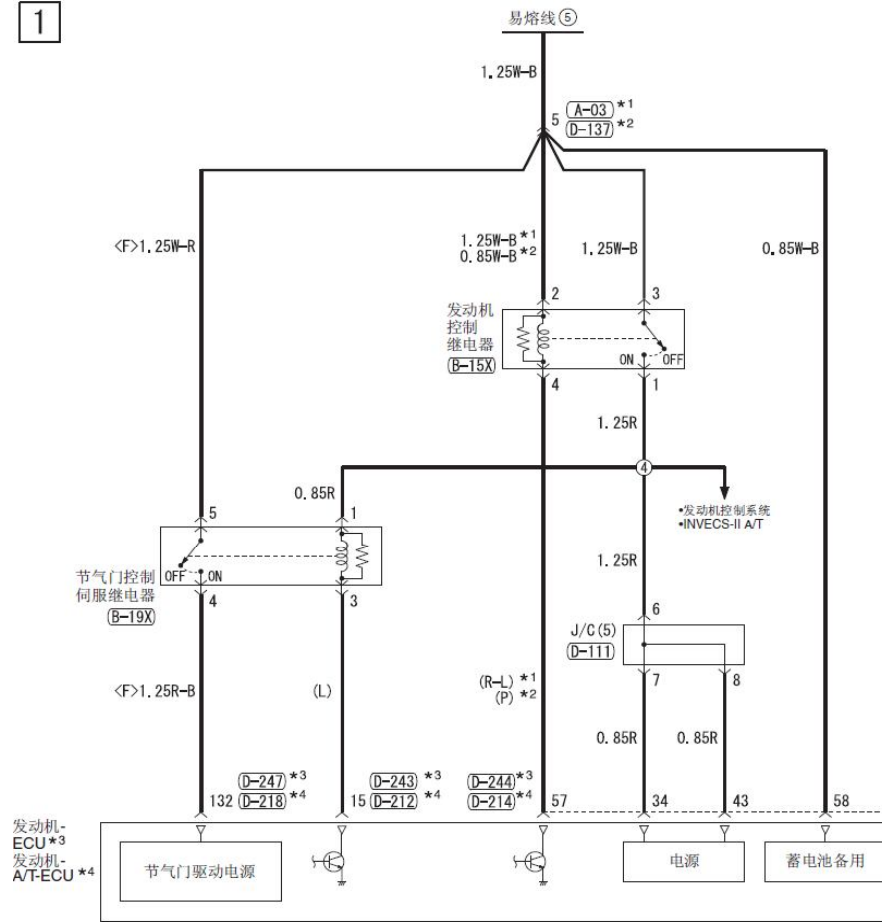 1
易熔线⑤
1.25W-B
5 A-03 *1
D-137 *2
<F>1.25W-R
1.25W-B *1
0.85W-B *2
1.25W-B
0.85W-B
2
3
发动机
控制
继电器
B-15X
ON
OFF
4
1
1.25R
④
0.85R
•发动机控制系统
•INVECS-II A/T
5
1
1.25R
节气门控制
伺服继电器
B-19X
OFF
ON
4
3
6
J/C(5)
D-111
7
8
<F>1.25R-B
(L)
(R-L) *1
(P) *2
0.85R
0.85R
132 D-247 *3
D-218 *4
15 D-243 *3
D-212 *4
D-244 *3
D-214 *4
57
34
43
58
发动机-
ECU *3
发动机-
A/T-ECU *4
节气门驱动电源
电源
蓄电池备用